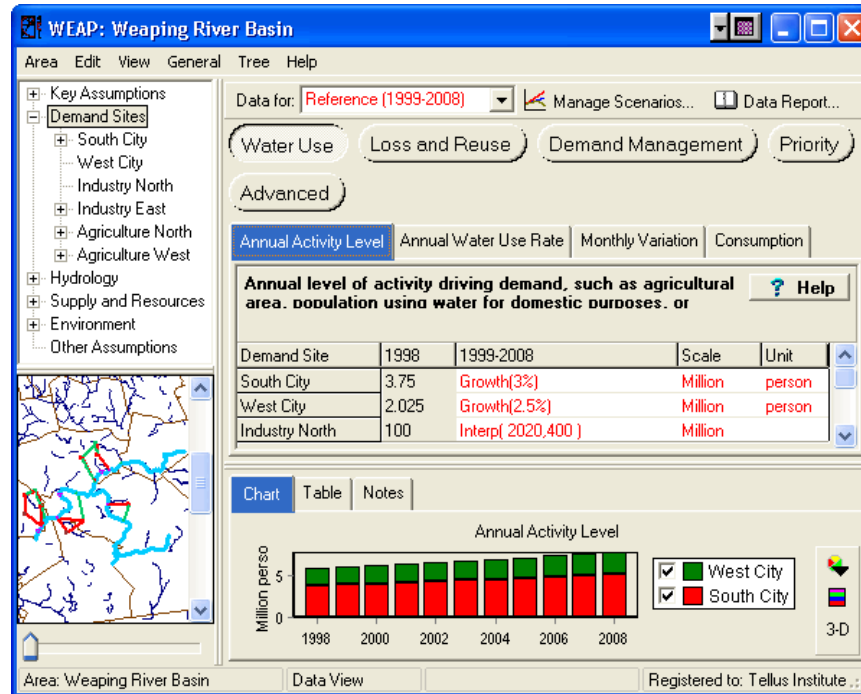 WEAP: Weaping River Basin
Area Edit View General Tree Help
Key Assumptions
Demand Sites
South City
West City
Industry North
Industry East
Agriculture North
Agriculture West
Hydrology
Supply and Resources
Environment
Other Assumptions
Data for: Reference (1999-2008) Manage Scenarios... Data Report...
Water Use Loss and Reuse Demand Management Priority
Advanced
Annual Activity Level Annual Water Use Rate Monthly Variation Consumption
Annual level of activity driving demand, such as agricultural
area, population using water for domestic purposes, or
? Help
Demand Site 1998 1999-2008 Scale Unit
South City 3.75 Growth(3%) Million person
West City 2.025 Growth(2.5%) Million person
Industry North 100 Interp( 2020,400 ) Million
Chart Table Notes
Annual Activity Level
Million perso
5
0
1998 2000 2002 2004 2006 2008
West City
South City
3-D
Area: Weaping River Basin Data View Registered to: Tellus Institute